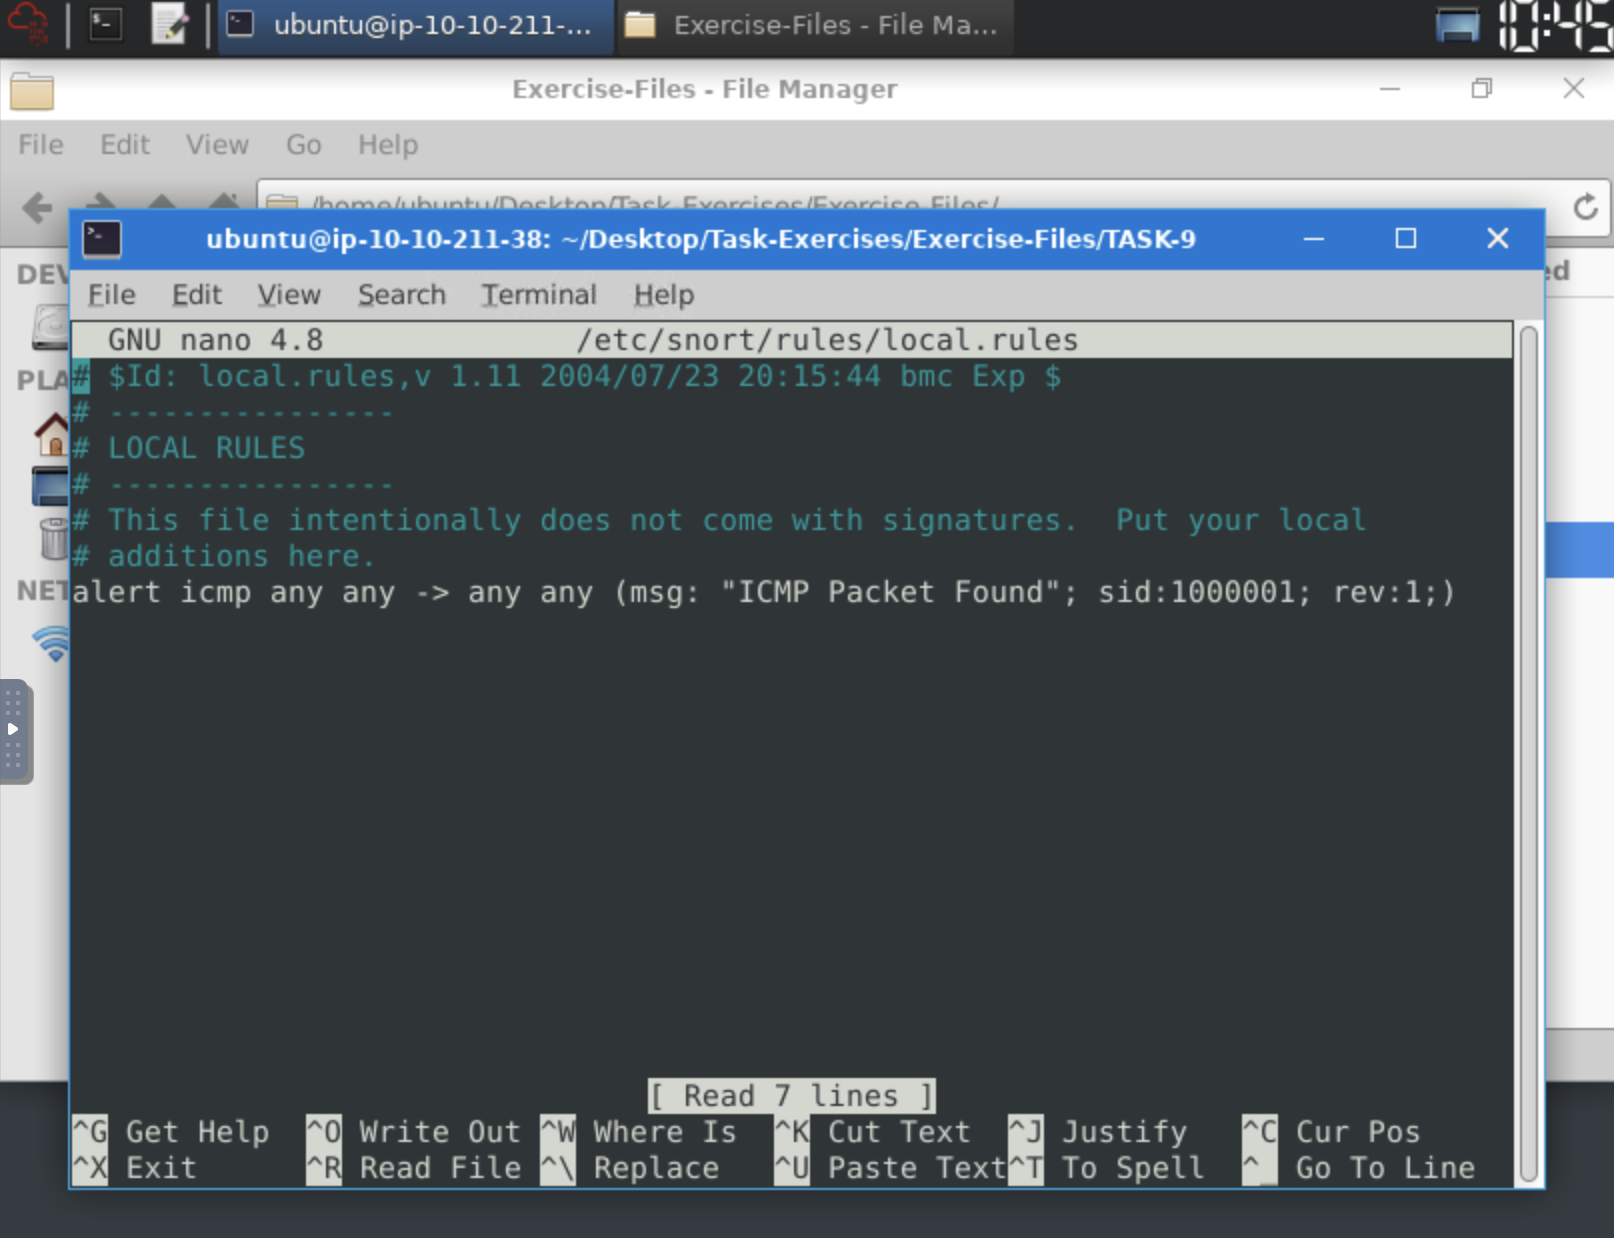 ubuntu@ip-10-10-211-...
Exercise-Files - File Ma...
10:45
Exercise-Files - File Manager
File Edit View Go Help
/home/ubuntu/Desktop/Task-Exercises/Exercise-Files/
ubuntu@ip-10-10-211-38: ~/Desktop/Task-Exercises/Exercise-Files/TASK-9
DEV
ed
File Edit View Search Terminal Help
GNU nano 4.8 /etc/snort/rules/local.rules
# $Id: local.rules,v 1.11 2004/07/23 20:15:44 bmc Exp $
PLA
# ----------------
# LOCAL RULES
# ----------------
# This file intentionally does not come with signatures.  Put your local
# additions here.
NET
alert icmp any any -> any any (msg: "ICMP Packet Found"; sid:1000001; rev:1;)
[ Read 7 lines ]
^G Get Help ^O Write Out ^W Where Is ^K Cut Text ^J Justify ^C Cur Pos
^X Exit ^R Read File ^\ Replace ^U Paste Text ^T To Spell ^_ Go To Line